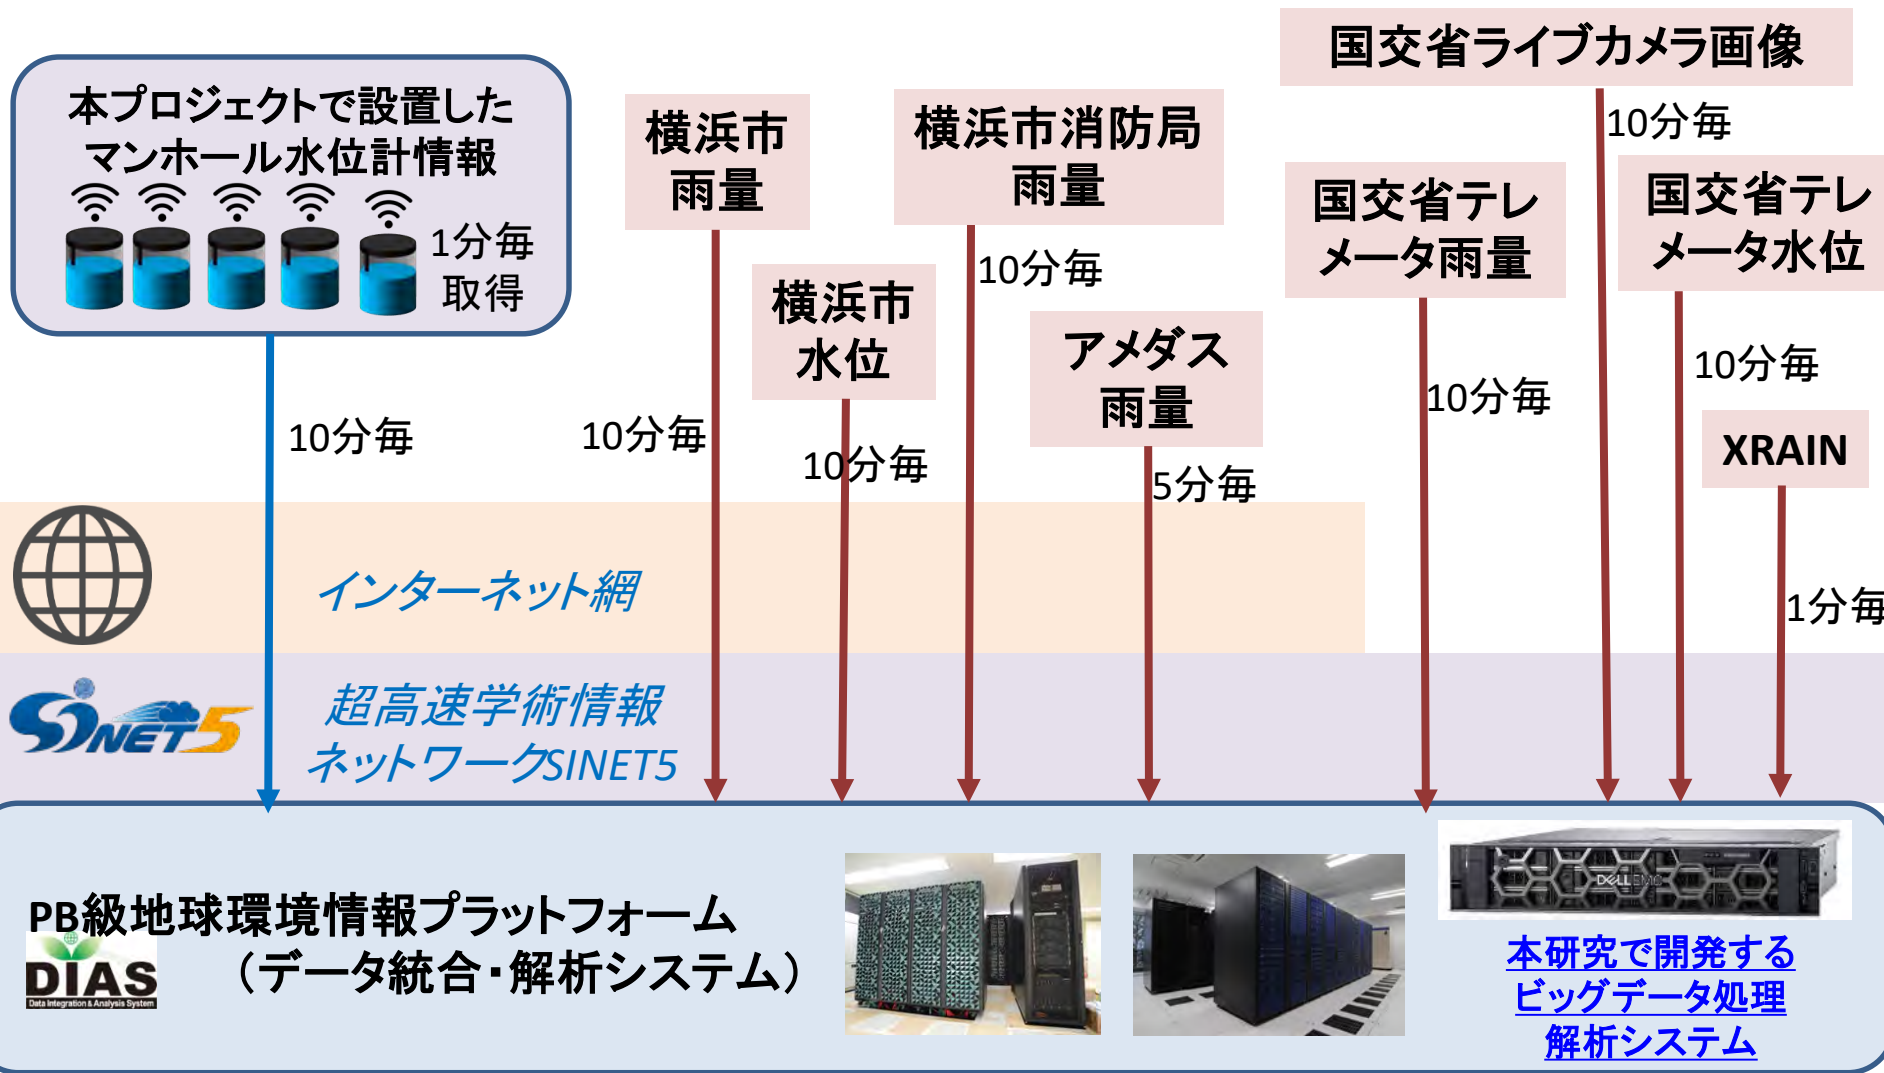 国交省ライブカメラ画像
10分毎
本プロジェクトで設置した
マンホール水位計情報
1分毎
取得
10分毎
横浜市
雨量
10分毎
横浜市
水位
10分毎
横浜市消防局
雨量
10分毎
アメダス
雨量
5分毎
国交省テレ
メータ雨量
10分毎
国交省テレ
メータ水位
10分毎
XRAIN
1分毎
インターネット網
SINET5
超高速学術情報
ネットワークSINET5
PB級地球環境情報プラットフォーム
（データ統合・解析システム）
DIAS
Data Integration & Analysis System
DELL EMC
本研究で開発する
ビッグデータ処理
解析システム